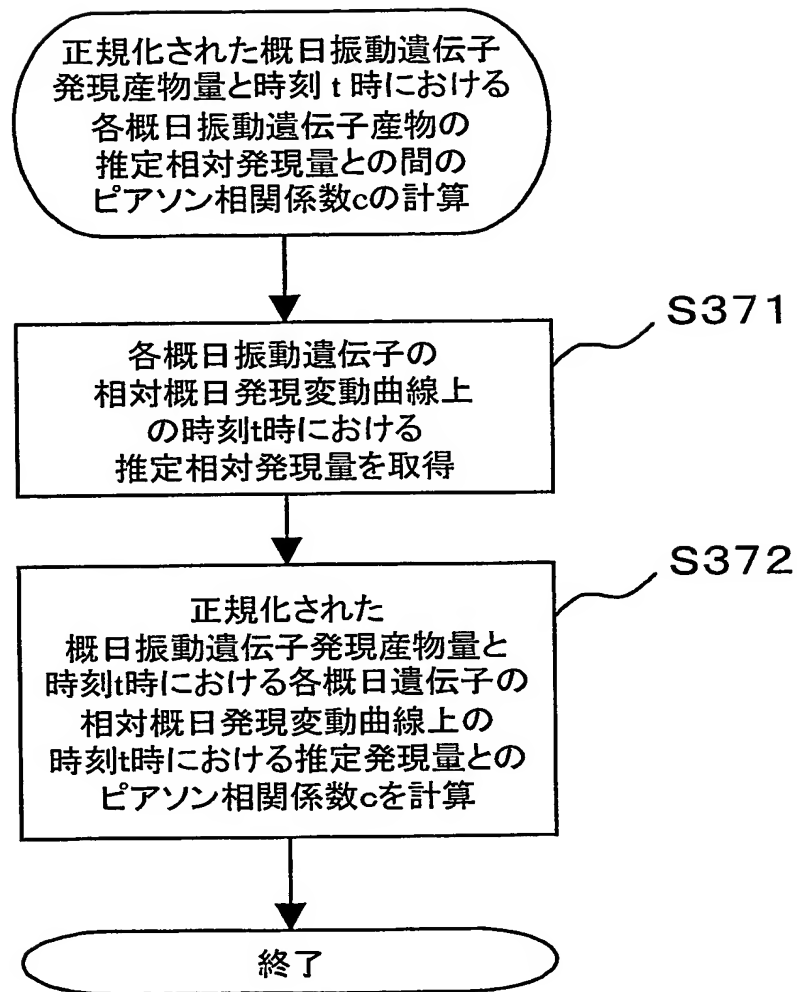 正規化された概日振動遺伝子
発現産物量と時刻ｔ時における
各概日振動遺伝子産物の
推定相対発現量との間の
ピアソン相関係数cの計算
S371
各概日振動遺伝子の
相対概日発現変動曲線上
の時刻t時における
推定相対発現量を取得
S372
正規化された
概日振動遺伝子発現産物量と
時刻t時における各概日遺伝子の
相対概日発現変動曲線上の
時刻t時における推定発現量との
ピアソン相関係数cを計算
終了